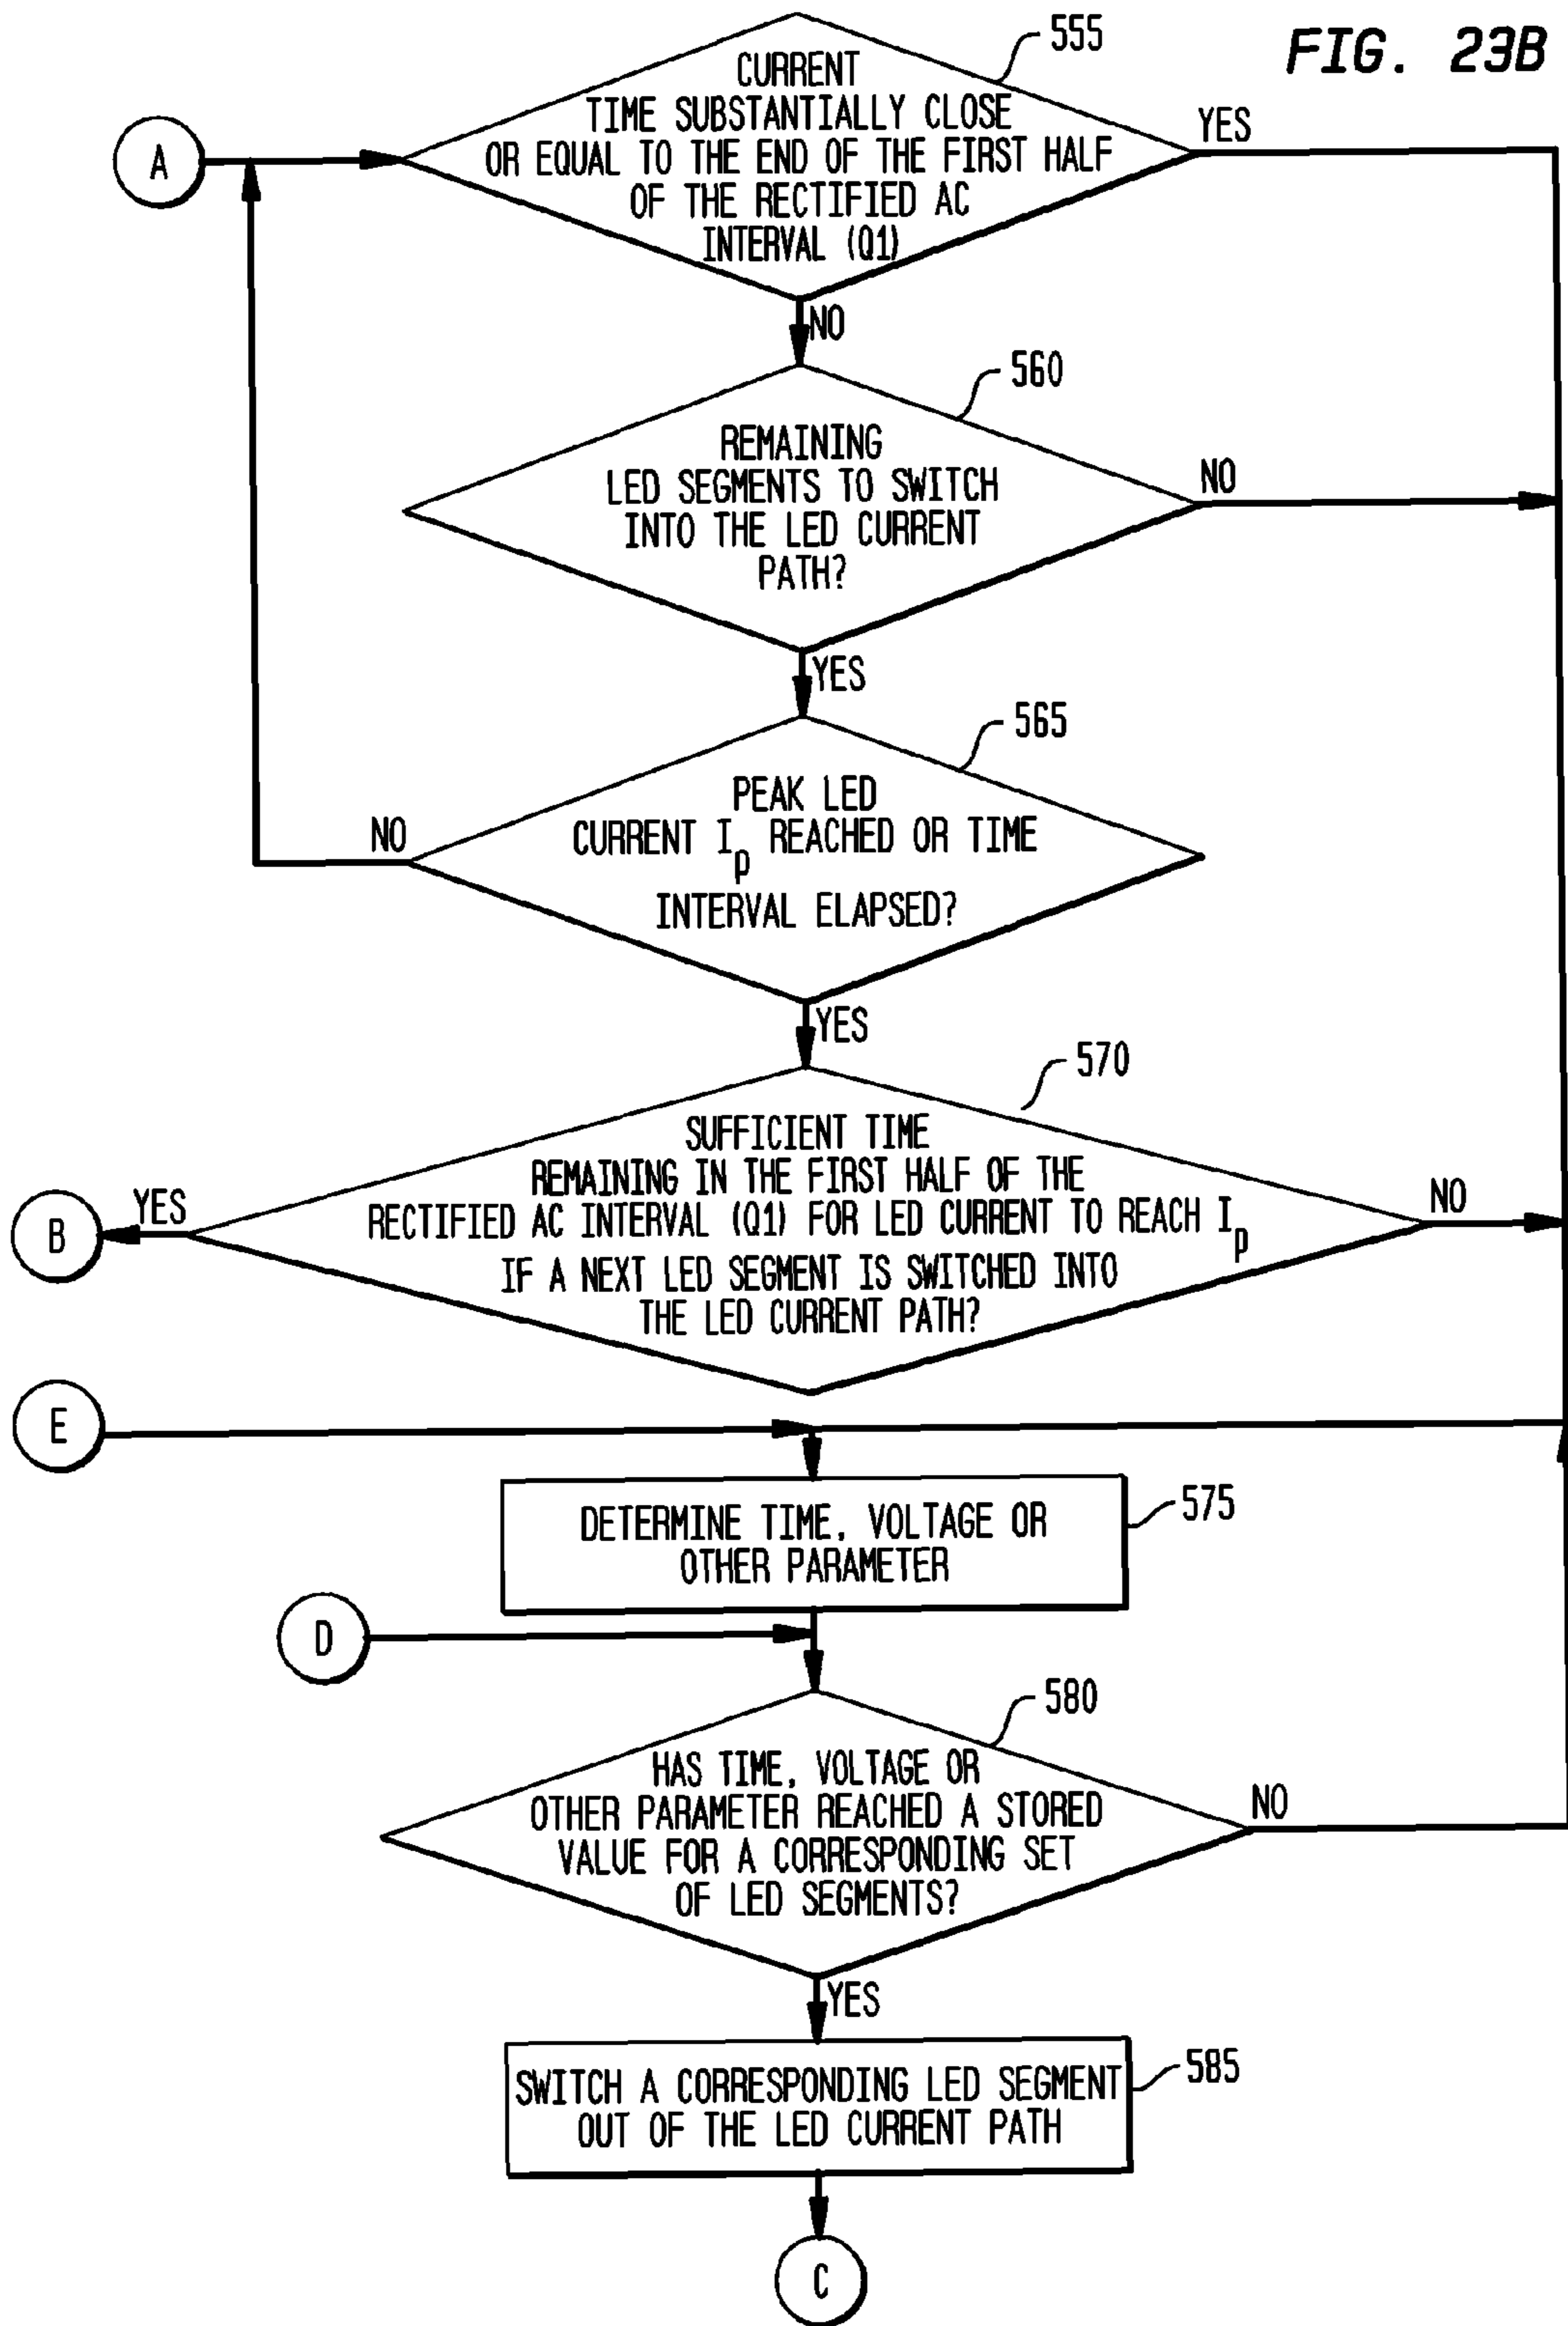 FIG. 23B
555
CURRENT
TIME SUBSTANTIALLY CLOSE
OR EQUAL TO THE END OF THE FIRST HALF
OF THE RECTIFIED AC
INTERVAL (Q1)
YES
A
NO
560
REMAINING
LED SEGMENTS TO SWITCH
INTO THE LED CURRENT
PATH?
NO
YES
565
PEAK LED
CURRENT Ip REACHED OR TIME
INTERVAL ELAPSED?
NO
YES
570
SUFFICIENT TIME
REMAINING IN THE FIRST HALF OF THE
RECTIFIED AC INTERVAL (Q1) FOR LED CURRENT TO REACH Ip
IF A NEXT LED SEGMENT IS SWITCHED INTO
THE LED CURRENT PATH?
YES
B
NO
E
575
DETERMINE TIME, VOLTAGE OR
OTHER PARAMETER
D
580
HAS TIME, VOLTAGE OR
OTHER PARAMETER REACHED A STORED
VALUE FOR A CORRESPONDING SET
OF LED SEGMENTS?
NO
YES
585
SWITCH A CORRESPONDING LED SEGMENT
OUT OF THE LED CURRENT PATH
C